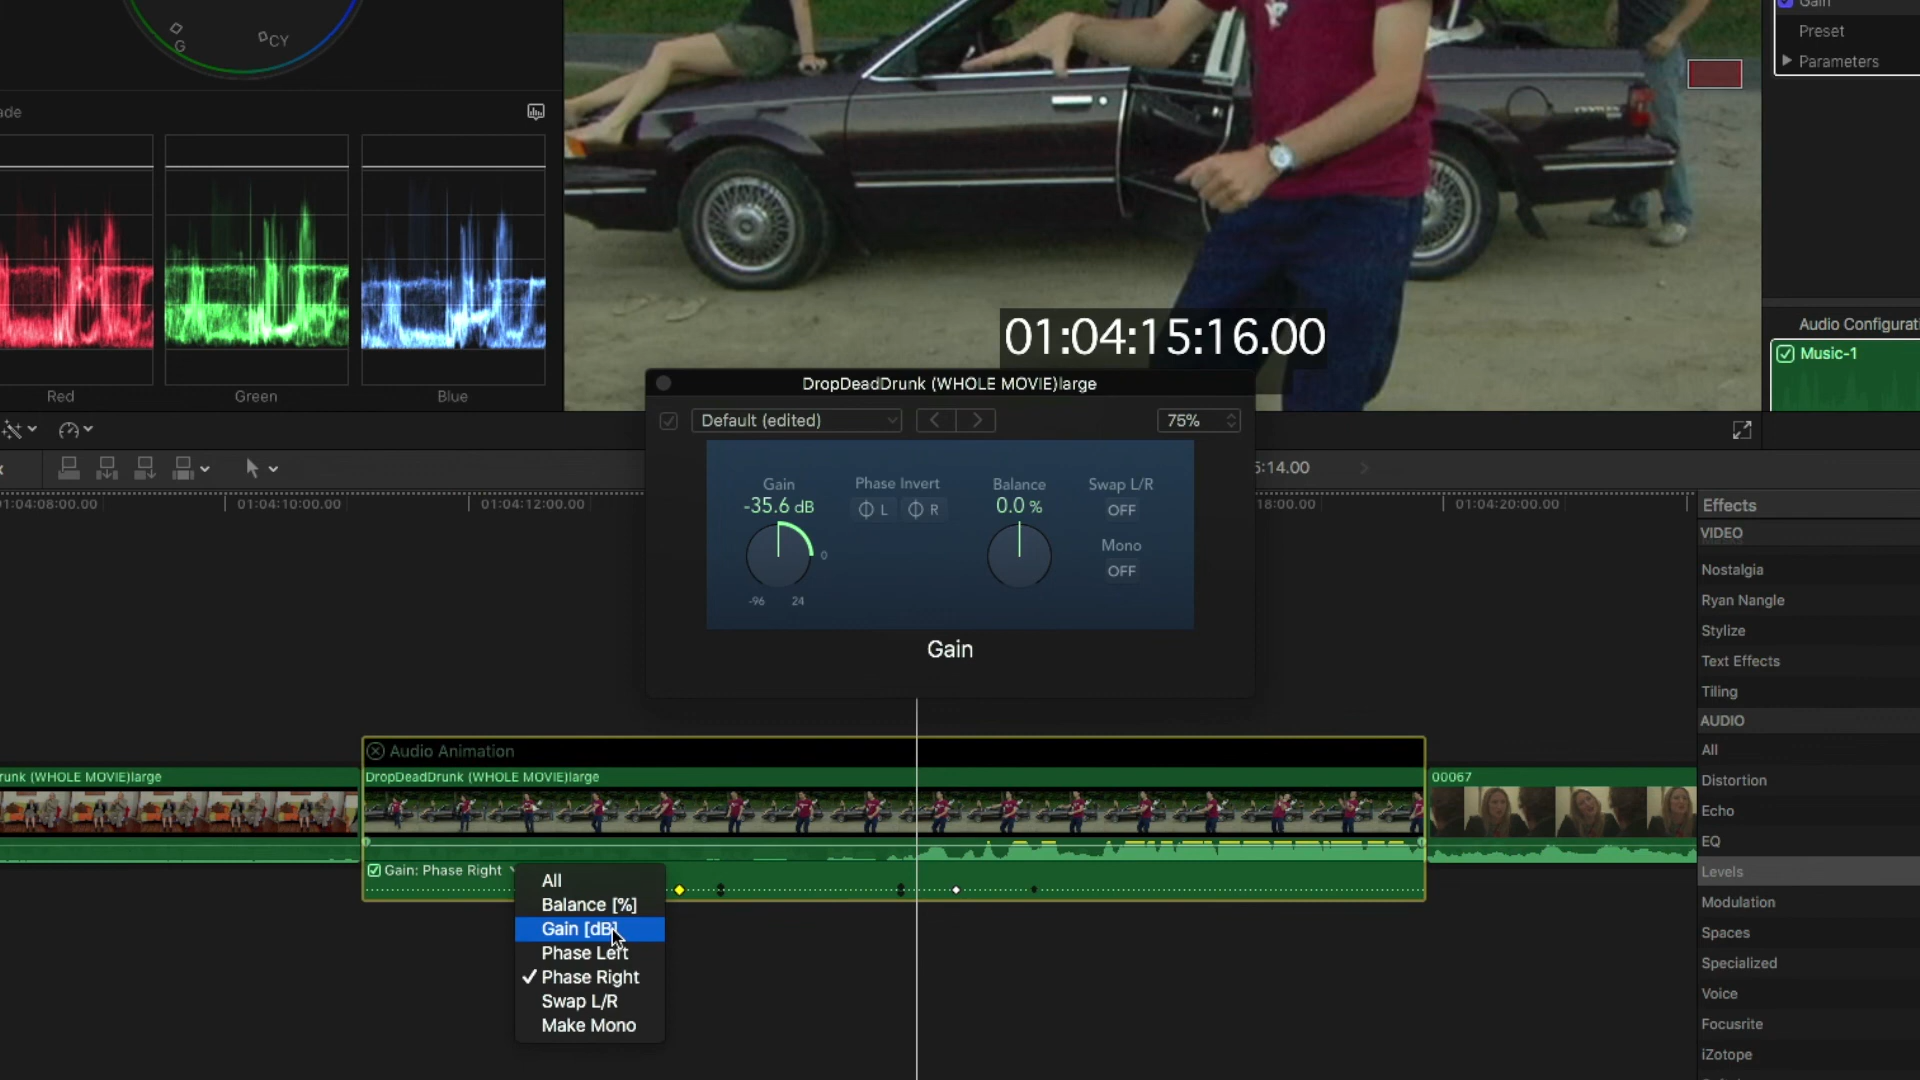 Gain
Preset
Parameters
G
CY
ade
Red
Green
Blue
01:04:15:16.00
Audio Configurati
Music-1
DropDeadDrunk (WHOLE MOVIE)large
Default (edited)
75%
5:14.00
Gain
-35.6 dB
0
-96
24
Phase Invert
L
R
Balance
0.0 %
Swap L/R
OFF
Mono
OFF
Gain
1:04:08:00.00
01:04:10:00.00
01:04:12:00.00
18:00.00
01:04:20:00.00
Effects
VIDEO
Nostalgia
Ryan Nangle
Stylize
Text Effects
Tiling
AUDIO
All
Distortion
Echo
EQ
Levels
Modulation
Spaces
Specialized
Voice
Focusrite
iZotope
Audio Animation
runk (WHOLE MOVIE)large
DropDeadDrunk (WHOLE MOVIE)large
00067
Gain: Phase Right
All
Balance [%]
Gain [dB]
Phase Left
Phase Right
Swap L/R
Make Mono